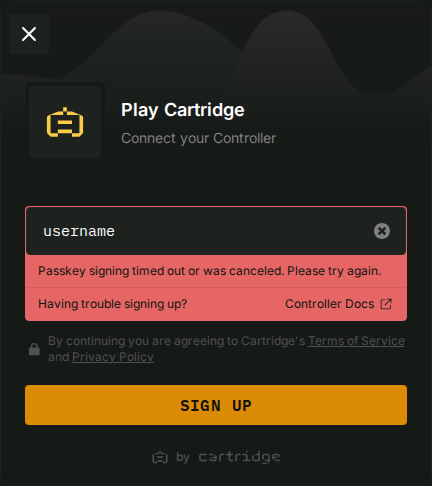 Play Cartridge
Connect your Controller
username
Passkey signing timed out or was canceled. Please try again.
Having trouble signing up? Controller Docs
By continuing you are agreeing to Cartridge's Terms of Service
and Privacy Policy
SIGN UP
by cartridge